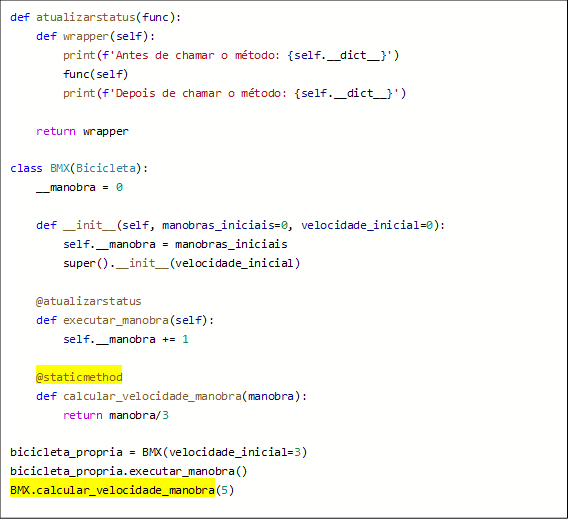 def atualizarstatus(func):
    def wrapper(self):
        print(f'Antes de chamar o método: {self.__dict__}')
        func(self)
        print(f'Depois de chamar o método: {self.__dict__}')

    return wrapper

class BMX(Bicicleta):
    __manobra = 0

    def __init__(self, manobras_iniciais=0, velocidade_inicial=0):
        self.__manobra = manobras_iniciais
        super().__init__(velocidade_inicial)

    @atualizarstatus
    def executar_manobra(self):
        self.__manobra += 1

    @staticmethod
    def calcular_velocidade_manobra(manobra):
        return manobra/3

bicicleta_propria = BMX(velocidade_inicial=3)
bicicleta_propria.executar_manobra()
BMX.calcular_velocidade_manobra(5)